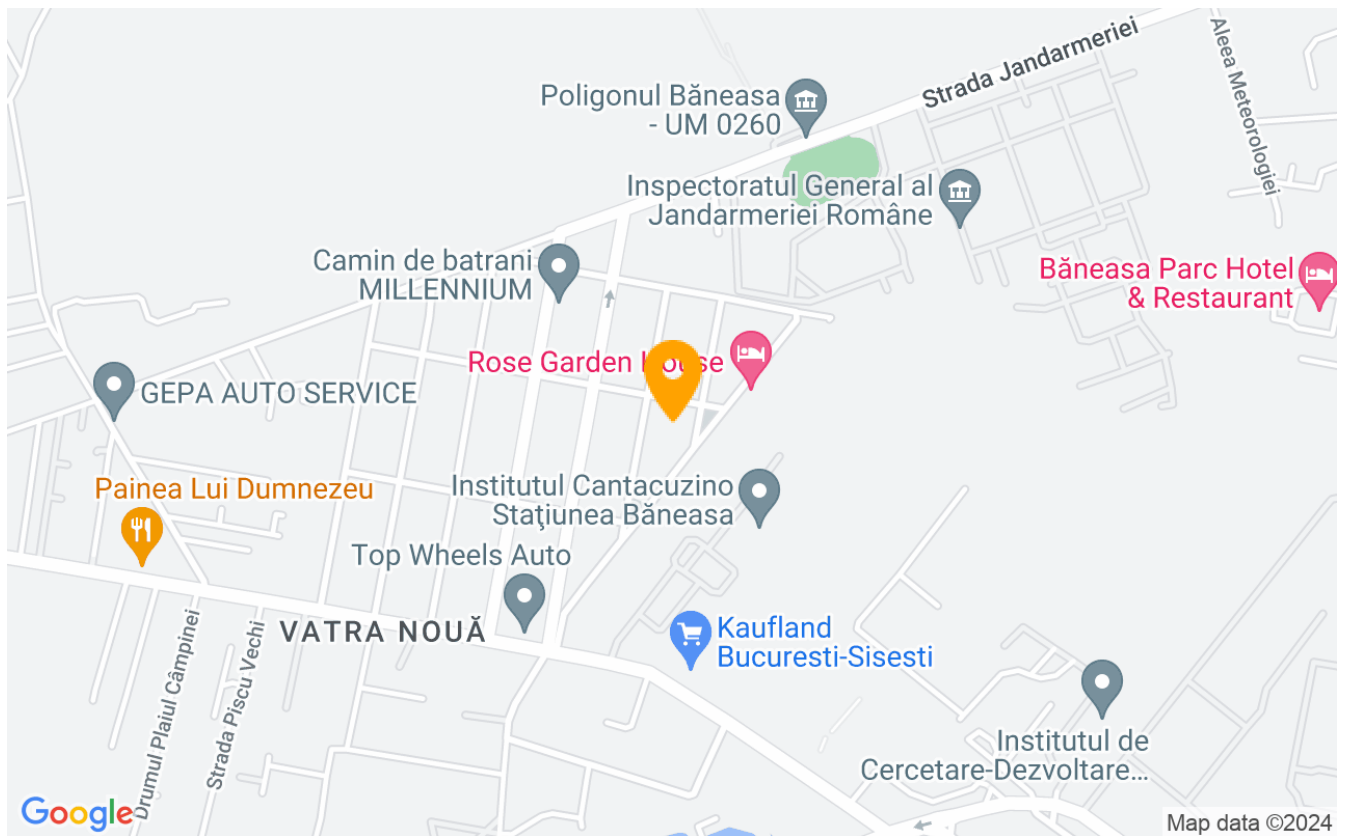 Strada Jandarmeriei
Aleea Meteorologiei
Poligonul Băneasa
- UM 0260
Inspectoratul General al
Jandarmeriei Române
Camin de batrani
MILLENNIUM
Băneasa Parc Hotel
& Restaurant
Rose Garden House
GEPA AUTO SERVICE
Painea Lui Dumnezeu
Institutul Cantacuzino
Staţiunea Băneasa
Top Wheels Auto
VATRA NOUĂ
Kaufland
Bucuresti-Sisesti
Drumul Plaiul Câmpinei
Strada Piscu Vechi
Institutul de
Cercetare-Dezvoltare...
Google
Map data ©2024